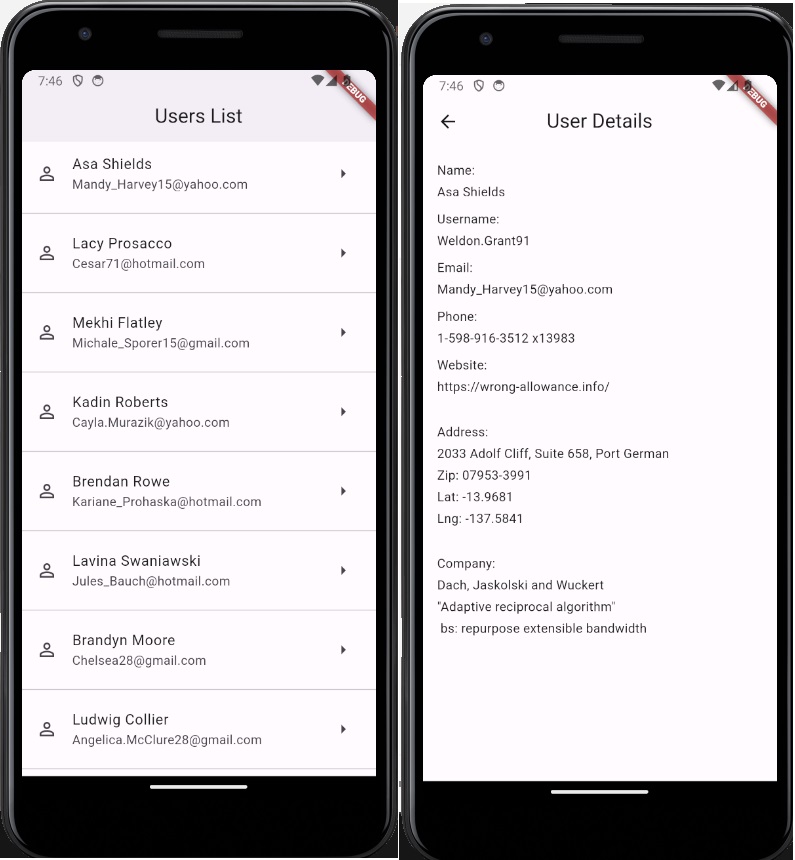 7:46
Users List
Asa Shields
Mandy_Harvey15@yahoo.com
Lacy Prosacco
Cesar71@hotmail.com
Mekhi Flatley
Michale_Sporer15@gmail.com
Kadin Roberts
Cayla.Murazik@yahoo.com
Brendan Rowe
Kariane_Prohaska@hotmail.com
Lavina Swaniawski
Jules_Bauch@hotmail.com
Brandyn Moore
Chelsea28@gmail.com
Ludwig Collier
Angelica.McClure28@gmail.com
7:46
User Details
Name:
Asa Shields
Username:
Weldon.Grant91
Email:
Mandy_Harvey15@yahoo.com
Phone:
1-598-916-3512 x13983
Website:
https://wrong-allowance.info/
Address:
2033 Adolf Cliff, Suite 658, Port German
Zip: 07953-3991
Lat: -13.9681
Lng: -137.5841
Company:
Dach, Jaskolski and Wuckert
"Adaptive reciprocal algorithm"
bs: repurpose extensible bandwidth